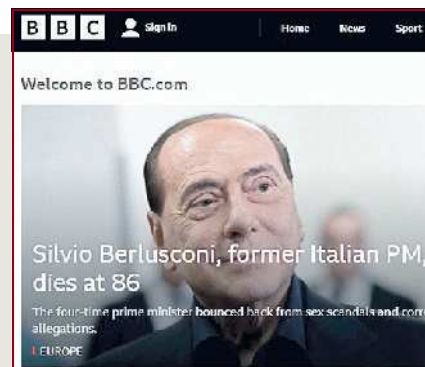 BBC Sign in Home News Sport
Welcome to BBC.com
Silvio Berlusconi, former Italian PM,
dies at 86
The four-time prime minister bounced back from sex scandals and
allegations.
EUROPE